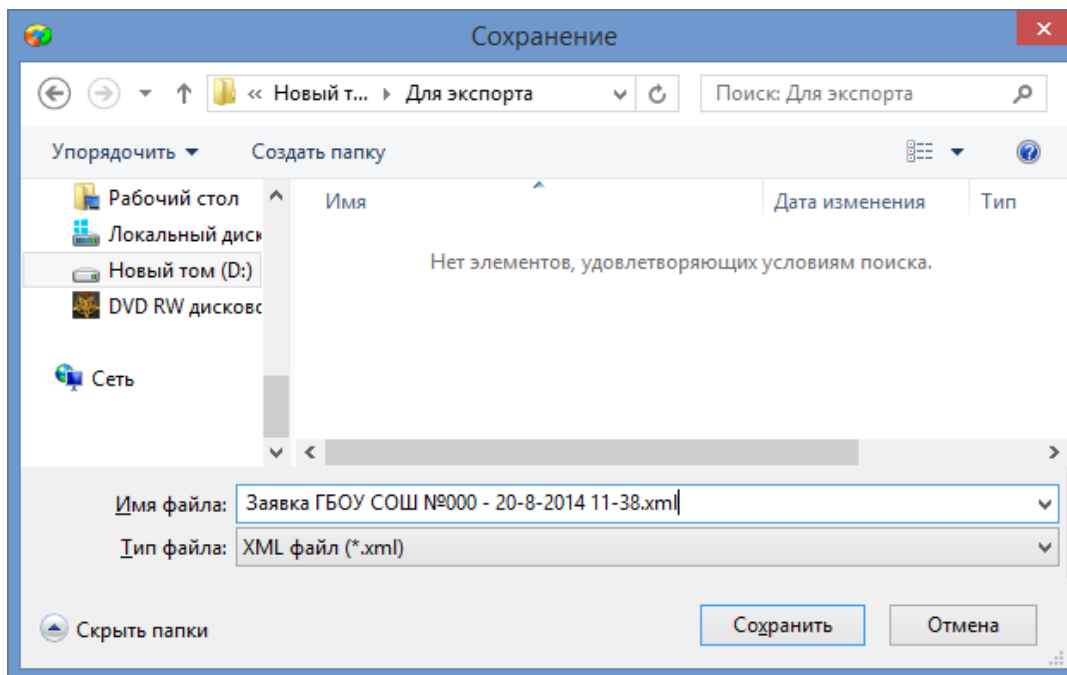 Сохранение
« Новый т... Для экспорта Поиск: Для экспорта
Упорядочить Создать папку
Рабочий стол Имя Дата изменения Тип
Локальный диск
Нет элементов, удовлетворяющих условиям поиска.
Новый том (D:)
DVD RW дисково
Сеть
Имя файла: Заявка ГБОУ СОШ №000 - 20-8-2014 11-38.xml
Тип файла: XML файл (*.xml)
Скрыть папки Сохранить Отмена